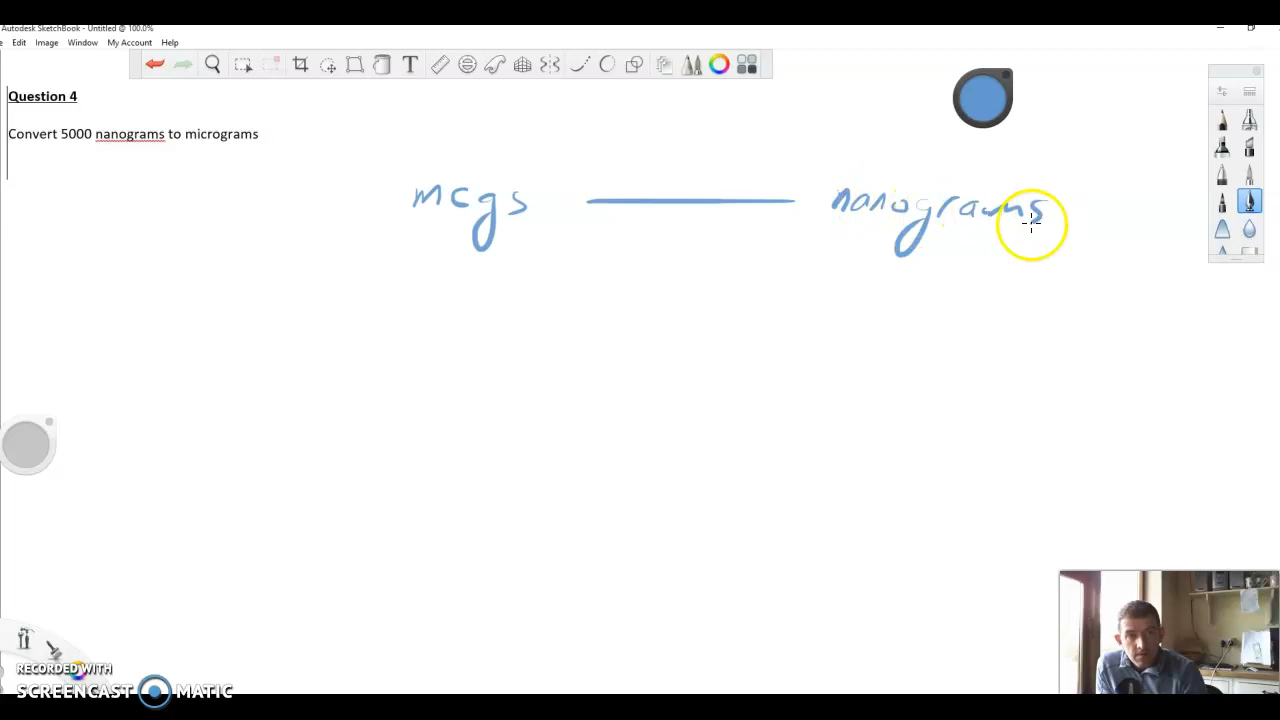 Autodesk SketchBook - Untitled @ 100.0%
Edit Image Window My Account Help
Question 4
Convert 5000 nanograms to micrograms
mcgs nanograms
RECORDED WITH
SCREENCAST MATIC